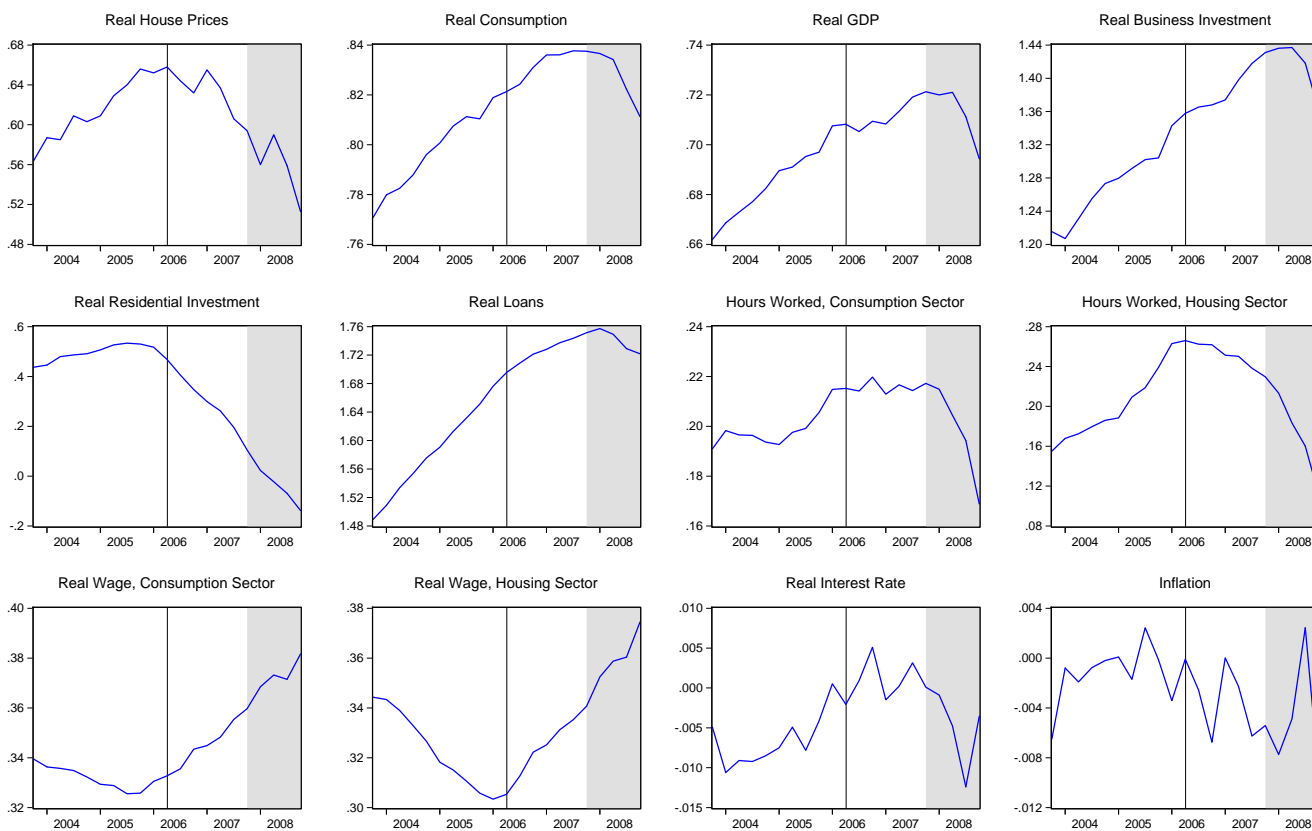 Real House Prices
.68
.64
.60
.56
.52
.48
2004 2005 2006 2007 2008
Real Consumption
.84
.82
.80
.78
.76
2004 2005 2006 2007 2008
Real GDP
.74
.72
.70
.68
.66
2004 2005 2006 2007 2008
Real Business Investment
1.44
1.40
1.36
1.32
1.28
1.24
1.20
2004 2005 2006 2007 2008
Real Residential Investment
.6
.4
.2
.0
-.2
2004 2005 2006 2007 2008
Real Loans
1.76
1.72
1.68
1.64
1.60
1.56
1.52
1.48
2004 2005 2006 2007 2008
Hours Worked, Consumption Sector
.24
.22
.20
.18
.16
2004 2005 2006 2007 2008
Hours Worked, Housing Sector
.28
.24
.20
.16
.12
.08
2004 2005 2006 2007 2008
Real Wage, Consumption Sector
.40
.38
.36
.34
.32
2004 2005 2006 2007 2008
Real Wage, Housing Sector
.38
.36
.34
.32
.30
2004 2005 2006 2007 2008
Real Interest Rate
.010
.005
.000
-.005
-.010
-.015
2004 2005 2006 2007 2008
Inflation
.004
.000
-.004
-.008
-.012
2004 2005 2006 2007 2008